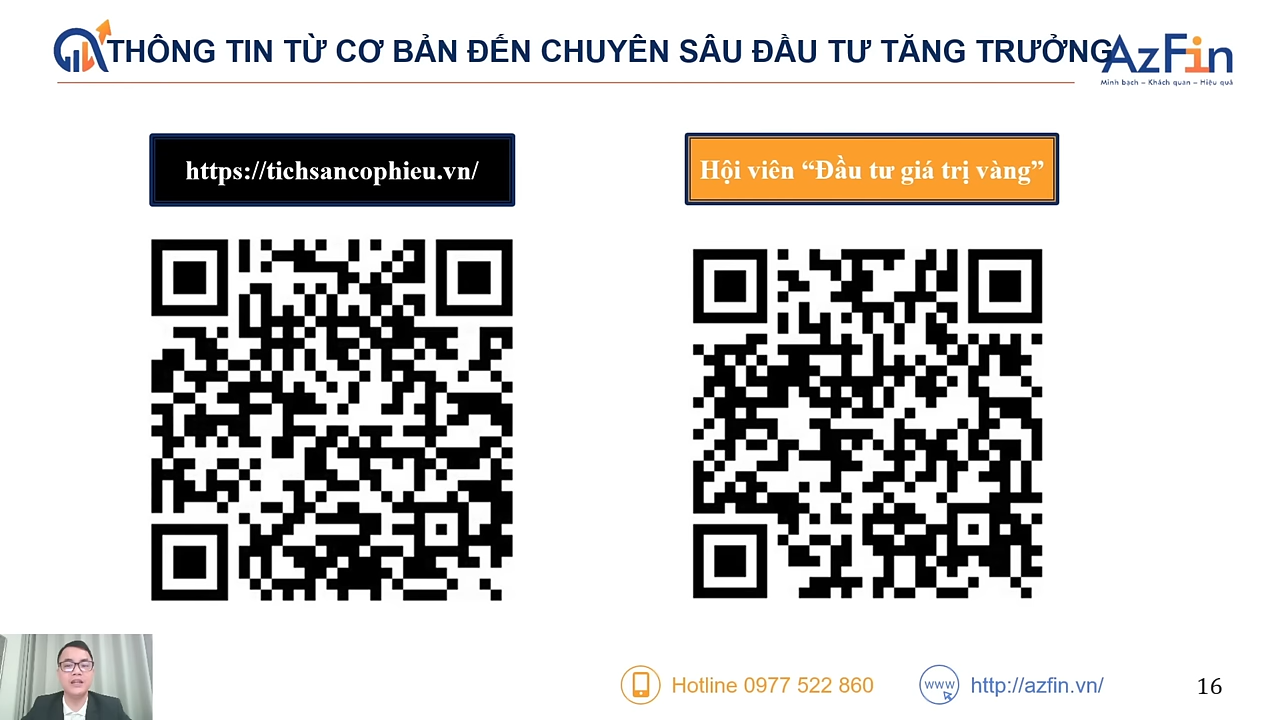 THÔNG TIN TỪ CƠ BẢN ĐẾN CHUYÊN SÂU ĐẦU TƯ TĂNG TRƯỞNG
AzFin
Minh bạch – Khách quan – Hiệu quả
https://tichsancophieu.vn/
Hội viên “Đầu tư giá trị vàng”
Hotline 0977 522 860
www
http://azfin.vn/
16